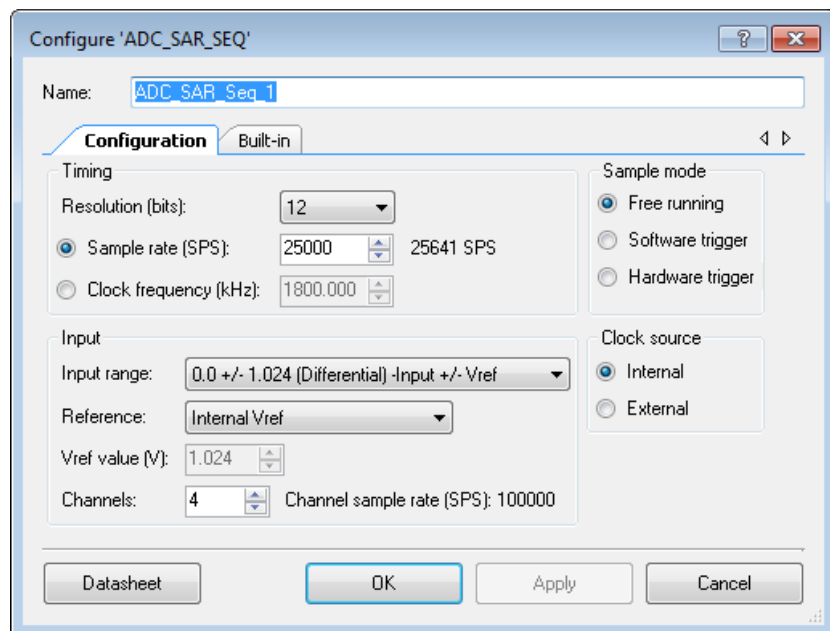 Configure 'ADC_SAR_SEQ'
?
Name: ADC_SAR_Seq_1
Configuration Built-in
Timing
Resolution (bits): 12
Sample rate (SPS): 25000 25641 SPS
Clock frequency (kHz): 1800.000
Sample mode
Free running
Software trigger
Hardware trigger
Input
Input range: 0.0 +/- 1.024 (Differential) -Input +/- Vref
Reference: Internal Vref
Vref value (V): 1.024
Channels: 4 Channel sample rate (SPS): 100000
Clock source
Internal
External
Datasheet OK Apply Cancel